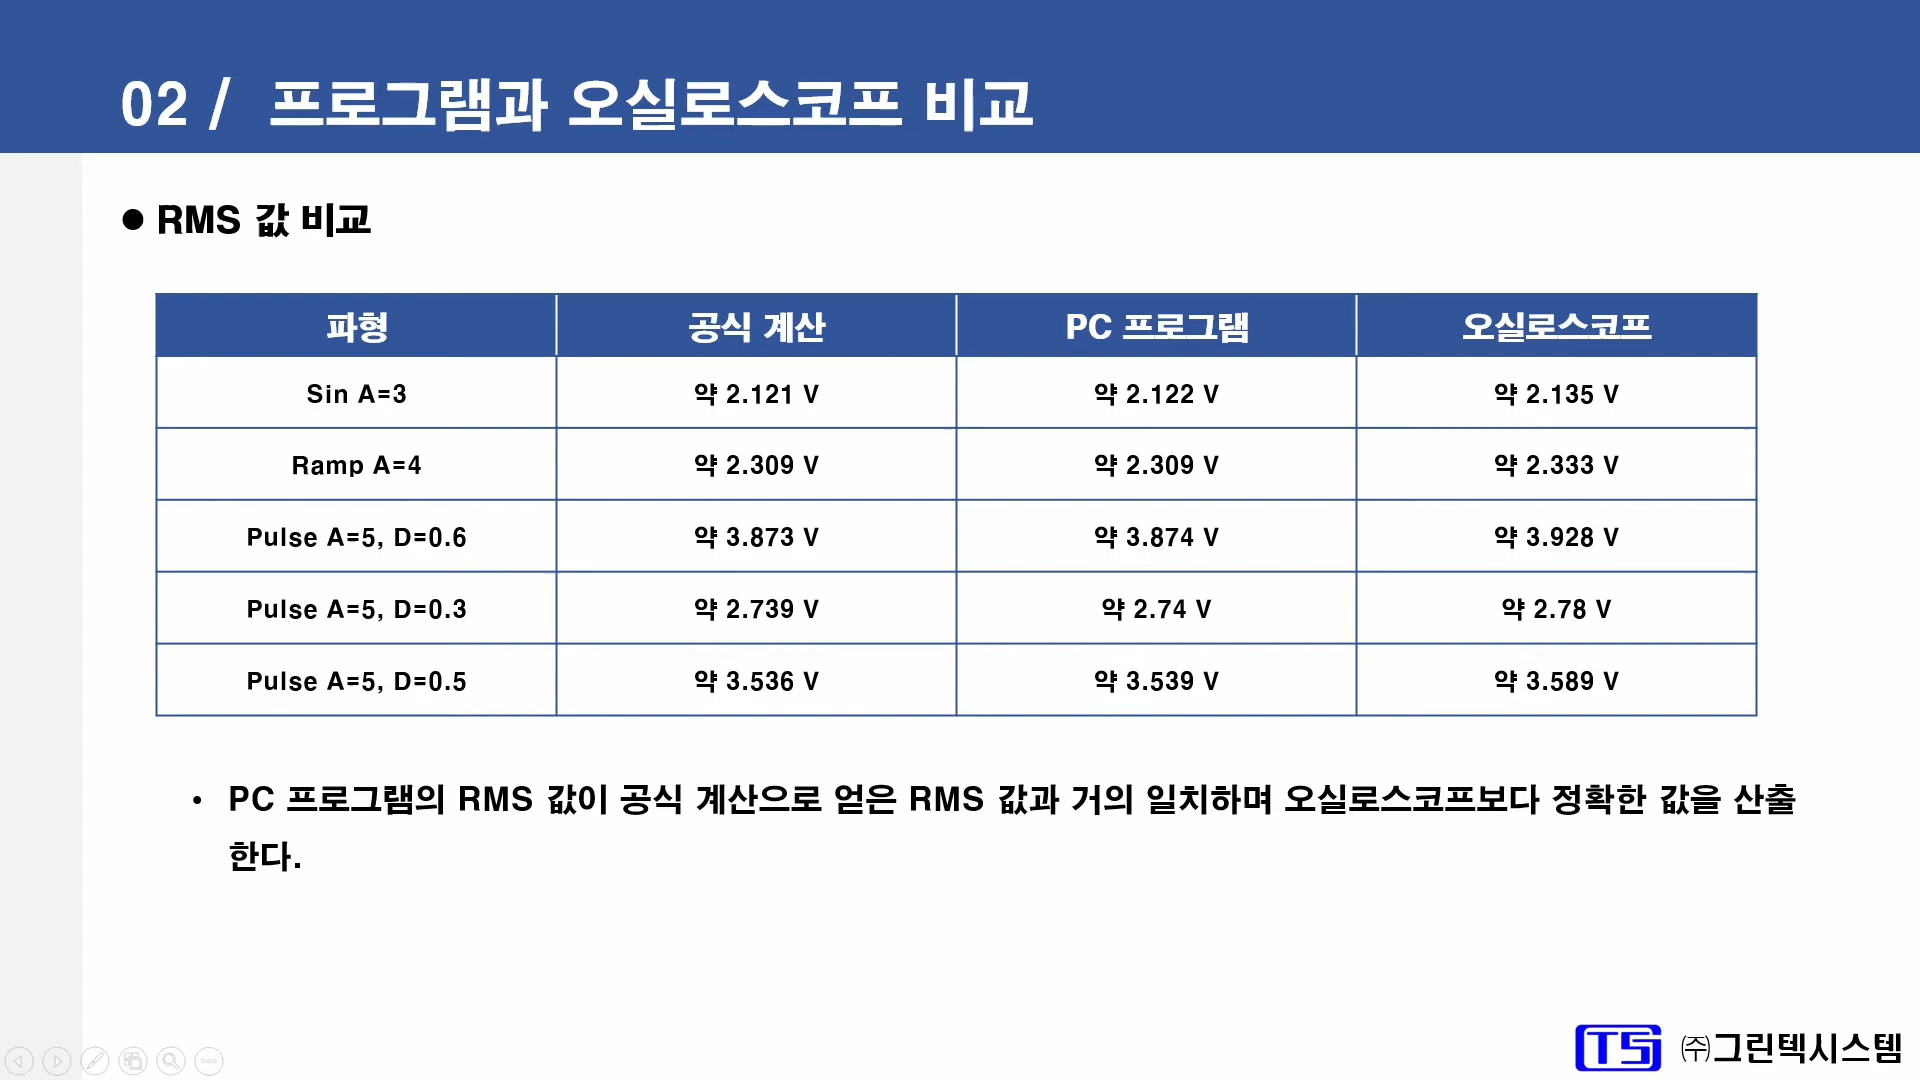 02 / 프로그램과 오실로스코프 비교
● RMS 값 비교
파형 공식 계산 PC 프로그램 오실로스코프
Sin A=3 약 2.121 V 약 2.122 V 약 2.135 V
Ramp A=4 약 2.309 V 약 2.309 V 약 2.333 V
Pulse A=5, D=0.6 약 3.873 V 약 3.874 V 약 3.928 V
Pulse A=5, D=0.3 약 2.739 V 약 2.74 V 약 2.78 V
Pulse A=5, D=0.5 약 3.536 V 약 3.539 V 약 3.589 V
• PC 프로그램의 RMS 값이 공식 계산으로 얻은 RMS 값과 거의 일치하며 오실로스코프보다 정확한 값을 산출
한다.
TS ㈜그린텍시스템